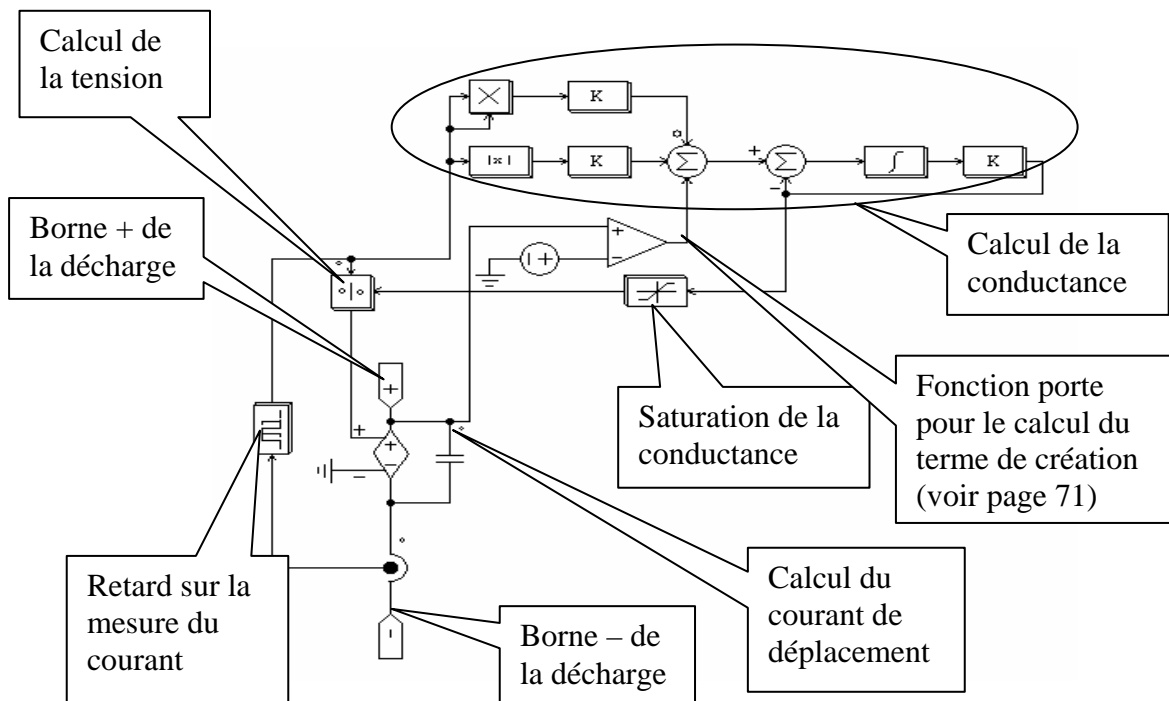 Calcul de
la tension
K
|x|
K
K
Σ
Σ
+
−
∫
Borne + de
la décharge
+
−
+
Calcul de la
conductance
+
+
−
−
Saturation de la
conductance
Fonction porte
pour le calcul du
terme de création
(voir page 71)
Retard sur la
mesure du
courant
Borne – de
la décharge
Calcul du
courant de
déplacement